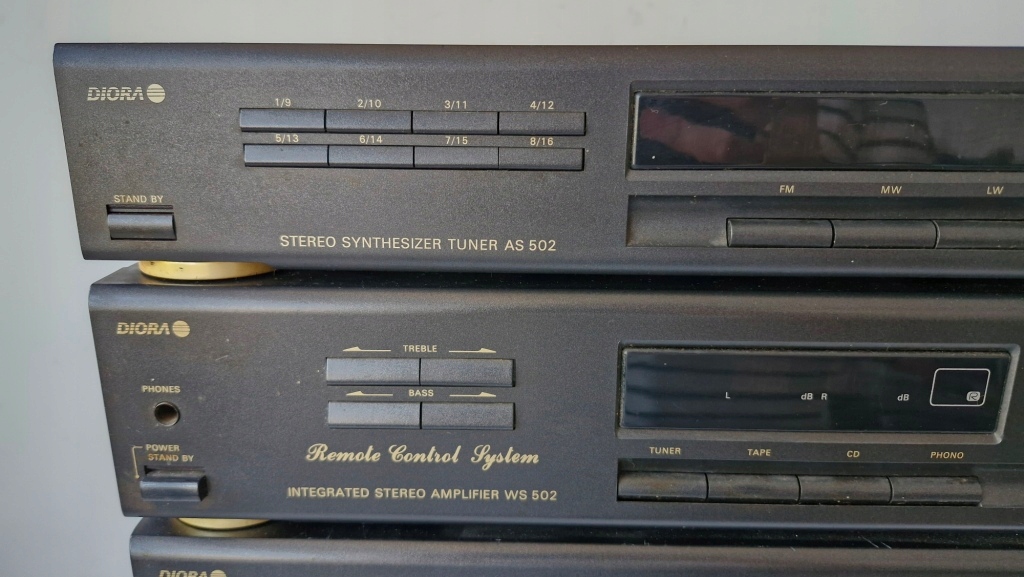 DIORA
1/9 2/10 3/11 4/12
5/13 6/14 7/15 8/16
STAND BY
STEREO SYNTHESIZER TUNER AS 502
FM MW LW
DIORA
PHONES
POWER
STAND BY
TREBLE
BASS
Remote Control System
INTEGRATED STEREO AMPLIFIER WS 502
L dB R dB
TUNER TAPE CD PHONO
DIORA